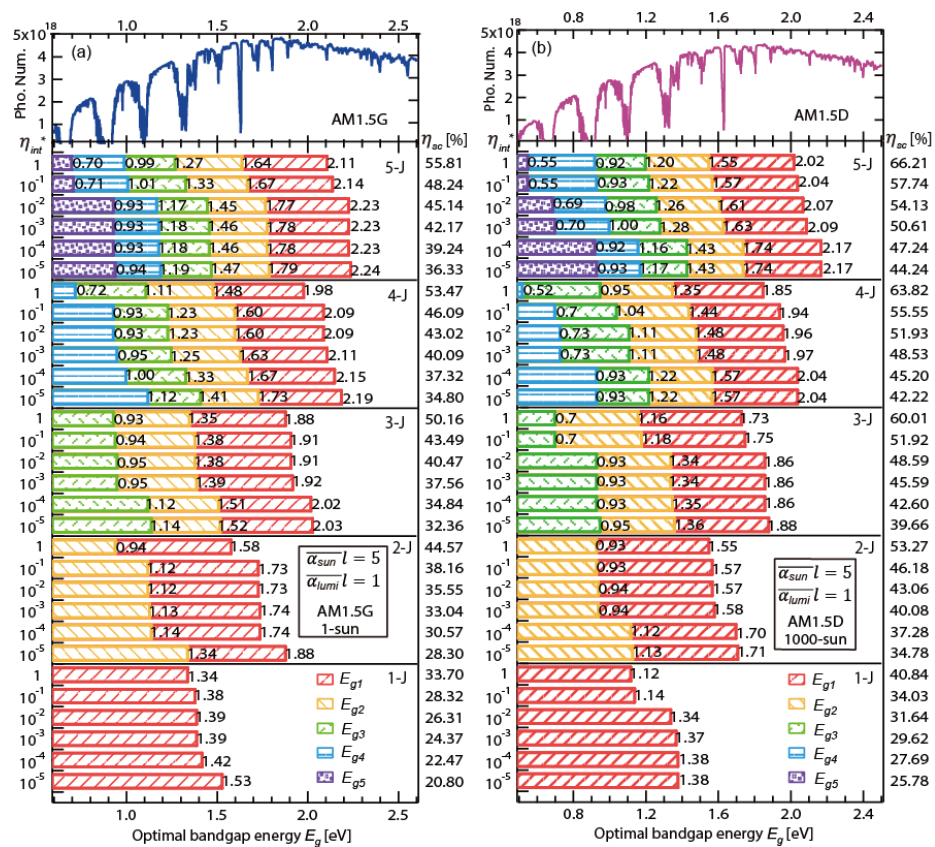 5x10¹⁸
1.0 1.5 2.0 2.5
(a)
Pho. Num.
4
3
2
1
AM1.5G
η_int* η_sc [%]
5-J
1 0.70 0.99 1.27 1.64 2.11 55.81
10⁻¹ 0.71 1.01 1.33 1.67 2.14 48.24
10⁻² 0.93 1.17 1.45 1.77 2.23 45.14
10⁻³ 0.93 1.18 1.46 1.78 2.23 42.17
10⁻⁴ 0.93 1.18 1.46 1.78 2.23 39.24
10⁻⁵ 0.94 1.19 1.47 1.79 2.24 36.33
4-J
1 0.72 1.11 1.48 1.98 53.47
10⁻¹ 0.93 1.23 1.60 2.09 46.09
10⁻² 0.93 1.23 1.60 2.09 43.02
10⁻³ 0.95 1.25 1.63 2.11 40.09
10⁻⁴ 1.00 1.33 1.67 2.15 37.32
10⁻⁵ 1.12 1.41 1.73 2.19 34.80
3-J
1 0.93 1.35 1.88 50.16
10⁻¹ 0.94 1.38 1.91 43.49
10⁻² 0.95 1.38 1.91 40.47
10⁻³ 0.95 1.39 1.92 37.56
10⁻⁴ 1.12 1.51 2.02 34.84
10⁻⁵ 1.14 1.52 2.03 32.36
2-J
1 0.94 1.58 44.57
10⁻¹ 1.12 1.73 38.16
10⁻² 1.12 1.73 35.55
10⁻³ 1.13 1.74 33.04
10⁻⁴ 1.14 1.74 30.57
10⁻⁵ 1.34 1.88 28.30
α_sun l = 5
α_lumi l = 1
AM1.5G
1-sun
1-J
1 1.34 33.70
10⁻¹ 1.38 28.32
10⁻² 1.39 26.31
10⁻³ 1.39 24.37
10⁻⁴ 1.42 22.47
10⁻⁵ 1.53 20.80
E_g1
E_g2
E_g3
E_g4
E_g5
1.0 1.5 2.0 2.5
Optimal bandgap energy E_g [eV]
5x10¹⁸
0.8 1.2 1.6 2.0 2.4
(b)
Pho. Num.
4
3
2
1
AM1.5D
η_int* η_sc [%]
5-J
1 0.55 0.92 1.20 1.55 2.02 66.21
10⁻¹ 0.55 0.93 1.22 1.57 2.04 57.74
10⁻² 0.69 0.98 1.26 1.61 2.07 54.13
10⁻³ 0.70 1.00 1.28 1.63 2.09 50.61
10⁻⁴ 0.92 1.16 1.43 1.74 2.17 47.24
10⁻⁵ 0.93 1.17 1.43 1.74 2.17 44.24
4-J
1 0.52 0.95 1.35 1.85 63.82
10⁻¹ 0.7 1.04 1.44 1.94 55.55
10⁻² 0.73 1.11 1.48 1.96 51.93
10⁻³ 0.73 1.11 1.48 1.97 48.53
10⁻⁴ 0.93 1.22 1.57 2.04 45.20
10⁻⁵ 0.93 1.22 1.57 2.04 42.22
3-J
1 0.7 1.16 1.73 60.01
10⁻¹ 0.7 1.18 1.75 51.92
10⁻² 0.93 1.34 1.86 48.59
10⁻³ 0.93 1.34 1.86 45.59
10⁻⁴ 0.93 1.35 1.86 42.60
10⁻⁵ 0.95 1.36 1.88 39.66
2-J
1 0.93 1.55 53.27
10⁻¹ 0.93 1.57 46.18
10⁻² 0.94 1.57 43.06
10⁻³ 0.94 1.58 40.08
10⁻⁴ 1.12 1.70 37.28
10⁻⁵ 1.13 1.71 34.78
α_sun l = 5
α_lumi l = 1
AM1.5D
1000-sun
1-J
1 1.12 40.84
10⁻¹ 1.14 34.03
10⁻² 1.34 31.64
10⁻³ 1.37 29.62
10⁻⁴ 1.38 27.69
10⁻⁵ 1.38 25.78
E_g1
E_g2
E_g3
E_g4
E_g5
0.8 1.2 1.6 2.0 2.4
Optimal bandgap energy E_g [eV]